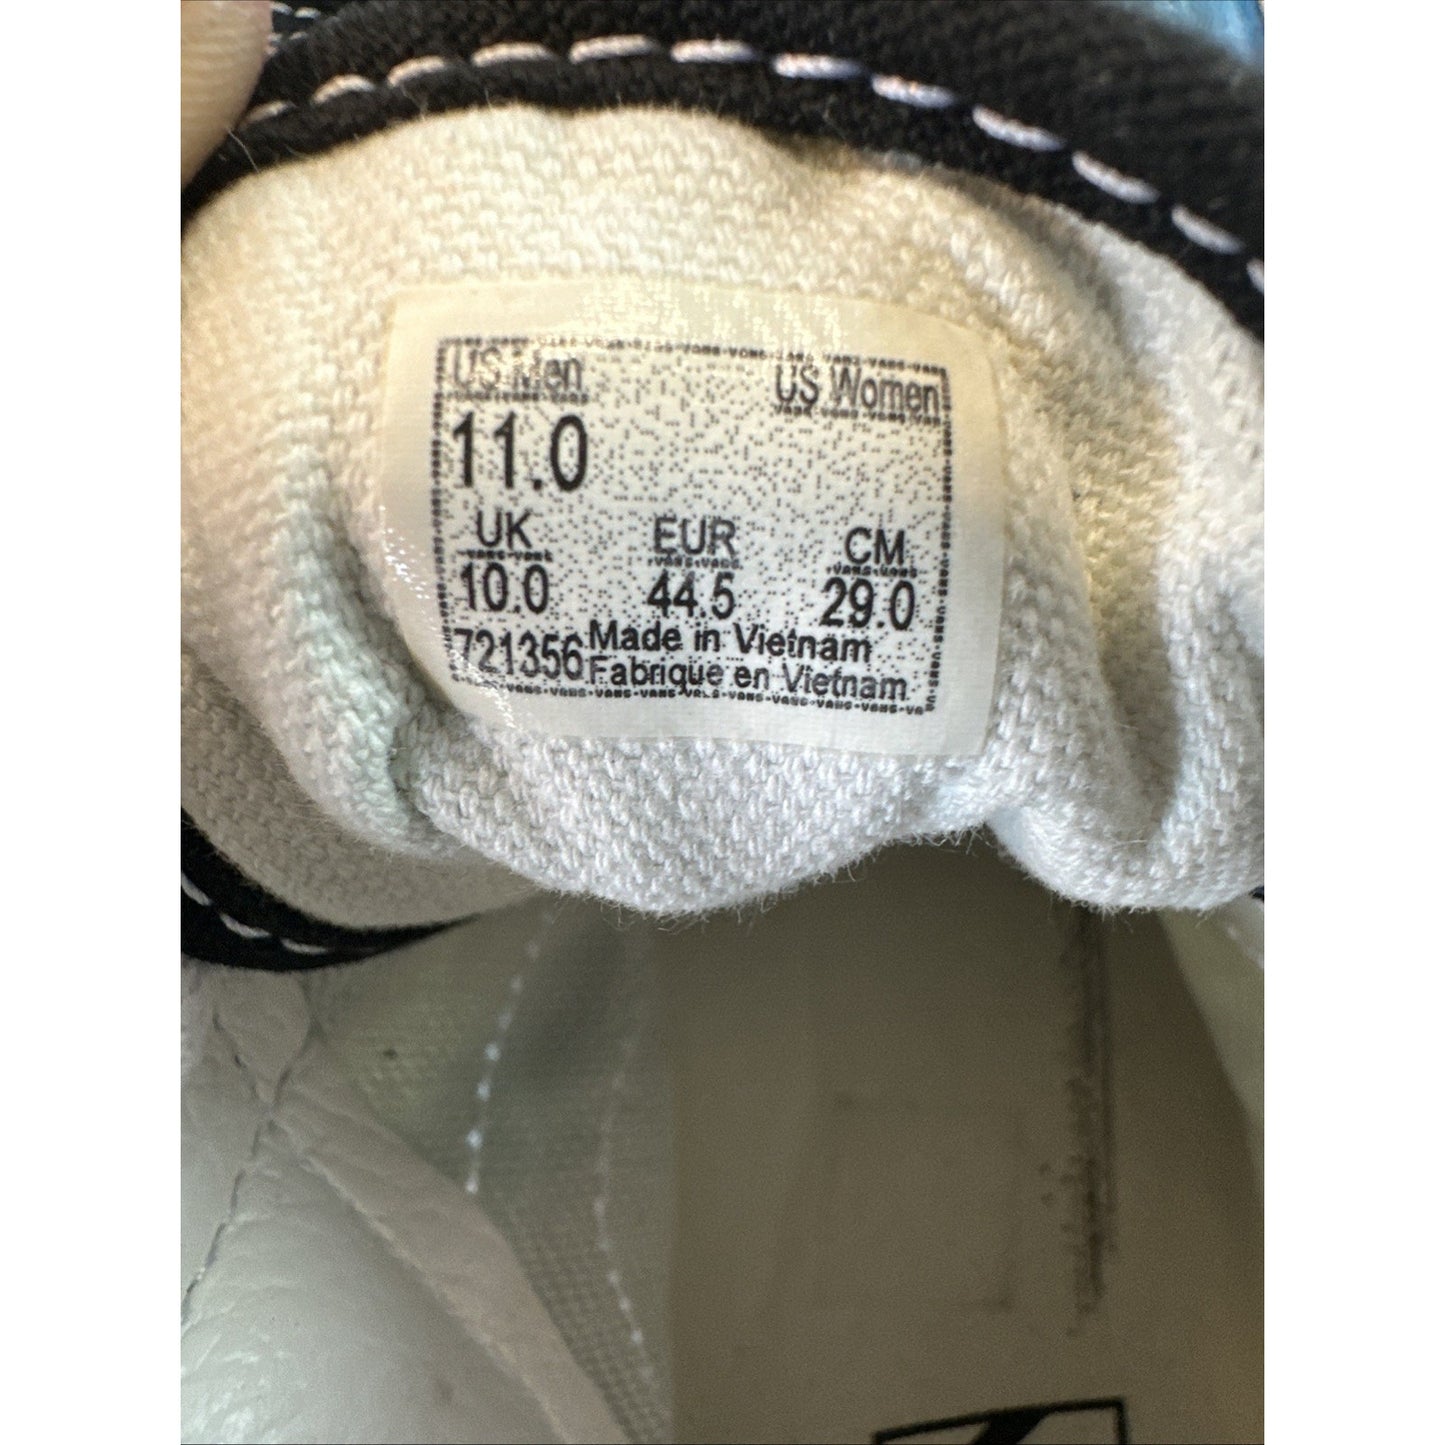 US Men US Women
11.0
UK EUR CM
10.0 44.5 29.0
721356 Made in Vietnam
Fabrique en Vietnam